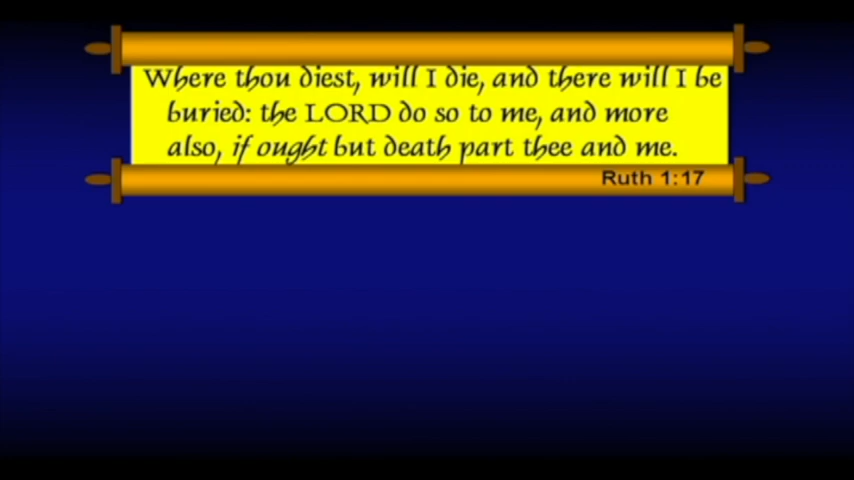 Where thou diest, will I die, and there will I be
buried: the LORD do so to me, and more
also, if ought but death part thee and me.
Ruth 1:17